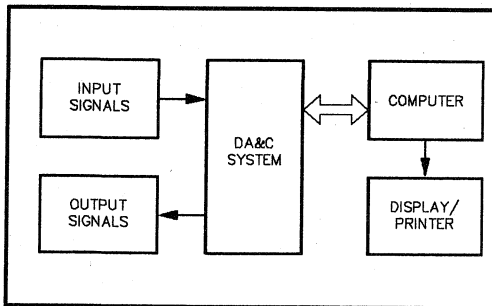 INPUT
SIGNALS
DA&C
SYSTEM
COMPUTER
OUTPUT
SIGNALS
DISPLAY/
PRINTER